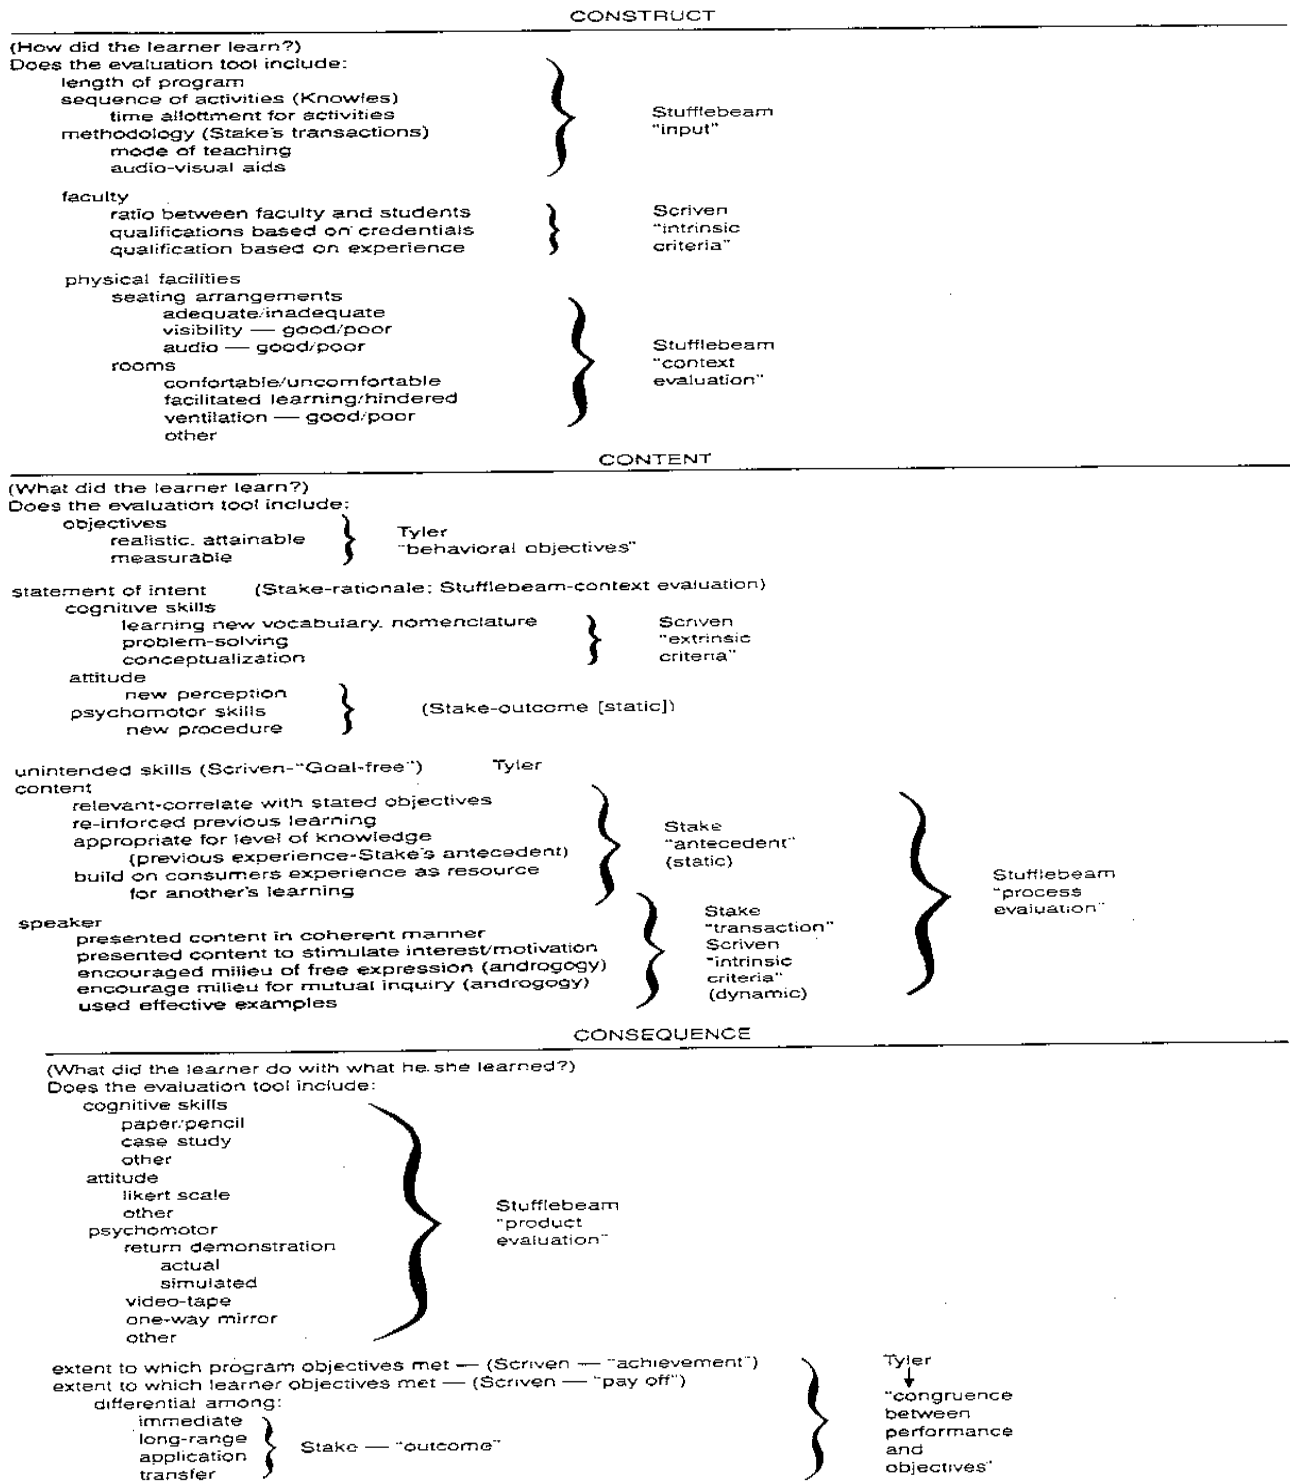 CONSTRUCT
(How did the learner learn?)
Does the evaluation tool include:
length of program
sequence of activities (Knowles)
time allottment for activities
methodology (Stake's transactions)
mode of teaching
audio-visual aids
Stufflebeam
"input"
faculty
ratio between faculty and students
qualifications based on credentials
qualification based on experience
Scriven
"intrinsic
criteria"
physical facilities
seating arrangements
adequate/inadequate
visibility — good/poor
audio — good/poor
rooms
confortable/uncomfortable
facilitated learning/hindered
ventilation — good/poor
other
Stufflebeam
"context
evaluation"
CONTENT
(What did the learner learn?)
Does the evaluation tool include:
objectives
realistic, attainable
measurable
Tyler
"behavioral objectives"
statement of intent (Stake-rationale; Stufflebeam-context evaluation)
cognitive skills
learning new vocabulary, nomenclature
problem-solving
conceptualization
Scriven
"extrinsic
criteria"
attitude
new perception
psychomotor skills
new procedure
(Stake-outcome [static])
unintended skills (Scriven-"Goal-free") Tyler
content
relevant-correlate with stated objectives
re-inforced previous learning
appropriate for level of knowledge
(previous experience-Stake's antecedent)
build on consumers experience as resource
for another's learning
Stake
"antecedent"
(static)
speaker
presented content in coherent manner
presented content to stimulate interest/motivation
encouraged milieu of free expression (androgogy)
encourage milieu for mutual inquiry (androgogy)
used effective examples
Stake
"transaction"
Scriven
"intrinsic
criteria"
(dynamic)
Stufflebeam
"process
evaluation"
CONSEQUENCE
(What did the learner do with what he/she learned?)
Does the evaluation tool include:
cognitive skills
paper/pencil
case study
other
attitude
likert scale
other
psychomotor
return demonstration
actual
simulated
video-tape
one-way mirror
other
Stufflebeam
"product
evaluation"
extent to which program objectives met — (Scriven — "achievement")
extent to which learner objectives met — (Scriven — "pay off")
differential among:
immediate
long-range
application
transfer
Stake — "outcome"
Tyler
"congruence
between
performance
and
objectives"